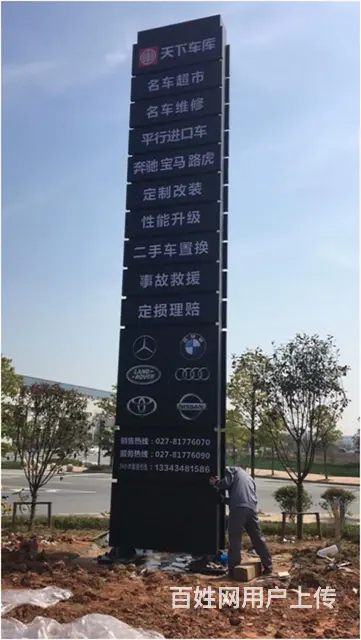 天下车库
名车超市
名车维修
平行进口车
奔驰 宝马 路虎
定制改装
性能升级
二手车置换
事故救援
定损理赔
BMW
LAND-
ROVER
NISSAN
销售热线：027-81776070
服务热线：027-81776090
24小时救援热线：13343481586
百姓网用户上传